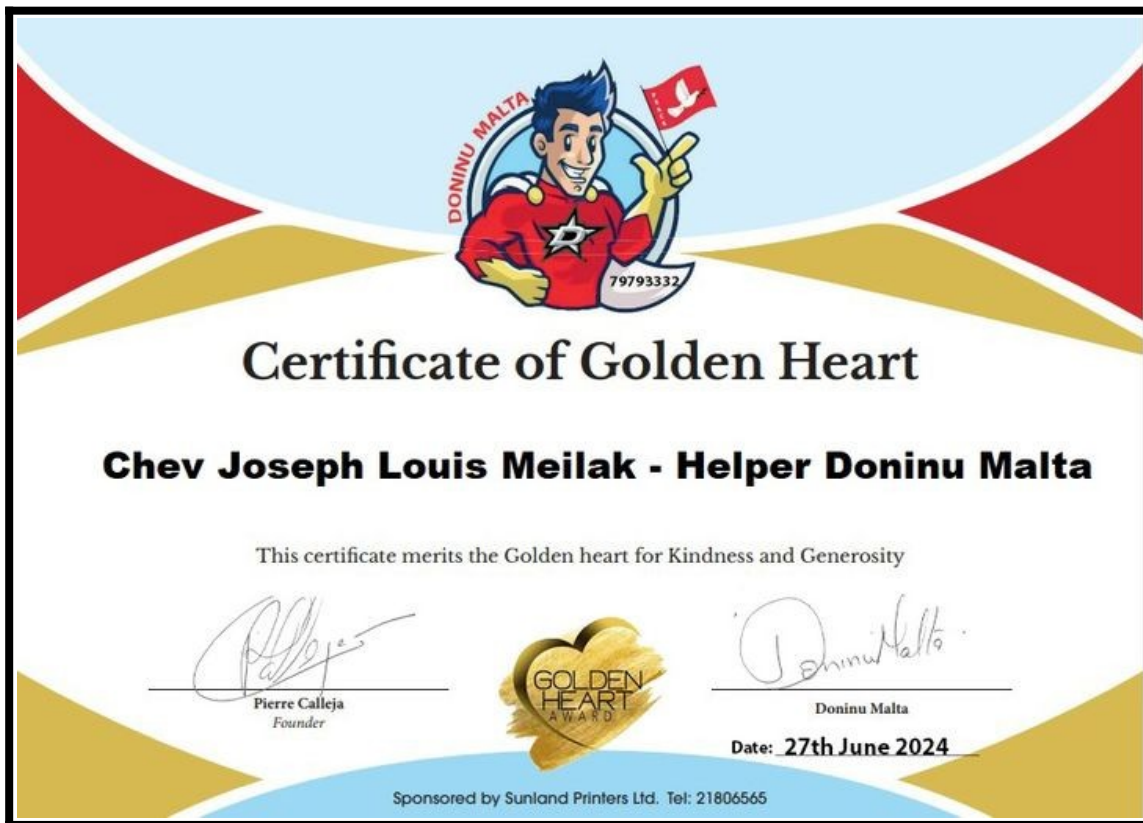 DONINU MALTA
79793332
Certificate of Golden Heart
Chev Joseph Louis Meilak - Helper Doninu Malta
This certificate merits the Golden heart for Kindness and Generosity
Pierre Calleja
Founder
GOLDEN
HEART
AWARD
Doninu Malta
Doninu Malta
Date: 27th June 2024
Sponsored by Sunland Printers Ltd. Tel: 21806565